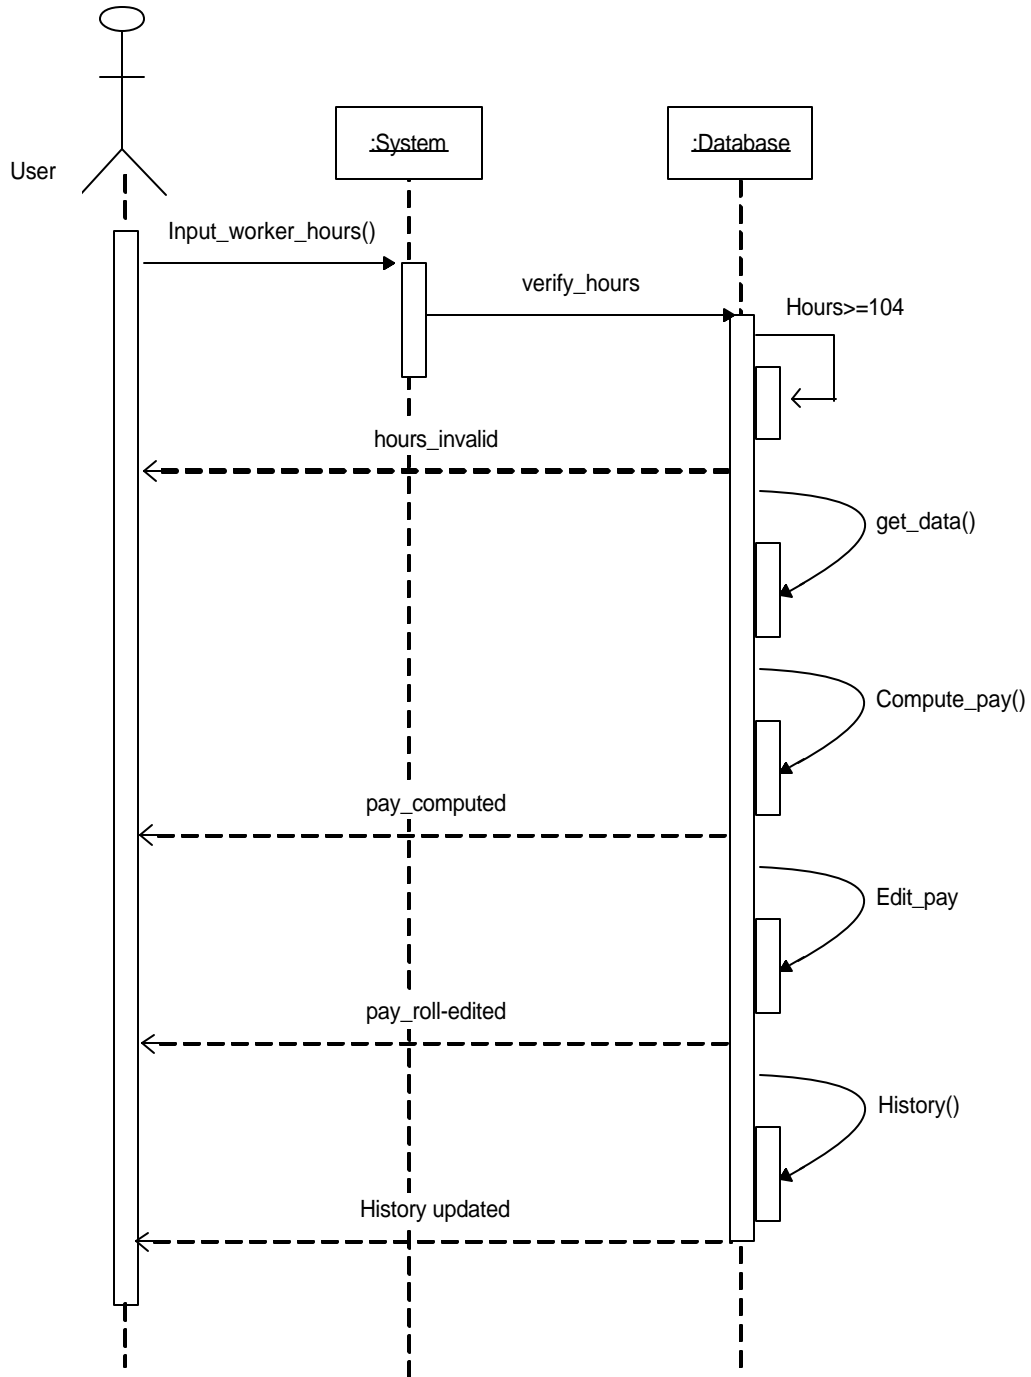 :System
:Database
User
Input_worker_hours()
verify_hours
Hours>=104
hours_invalid
get_data()
Compute_pay()
pay_computed
Edit_pay
pay_roll-edited
History()
History updated